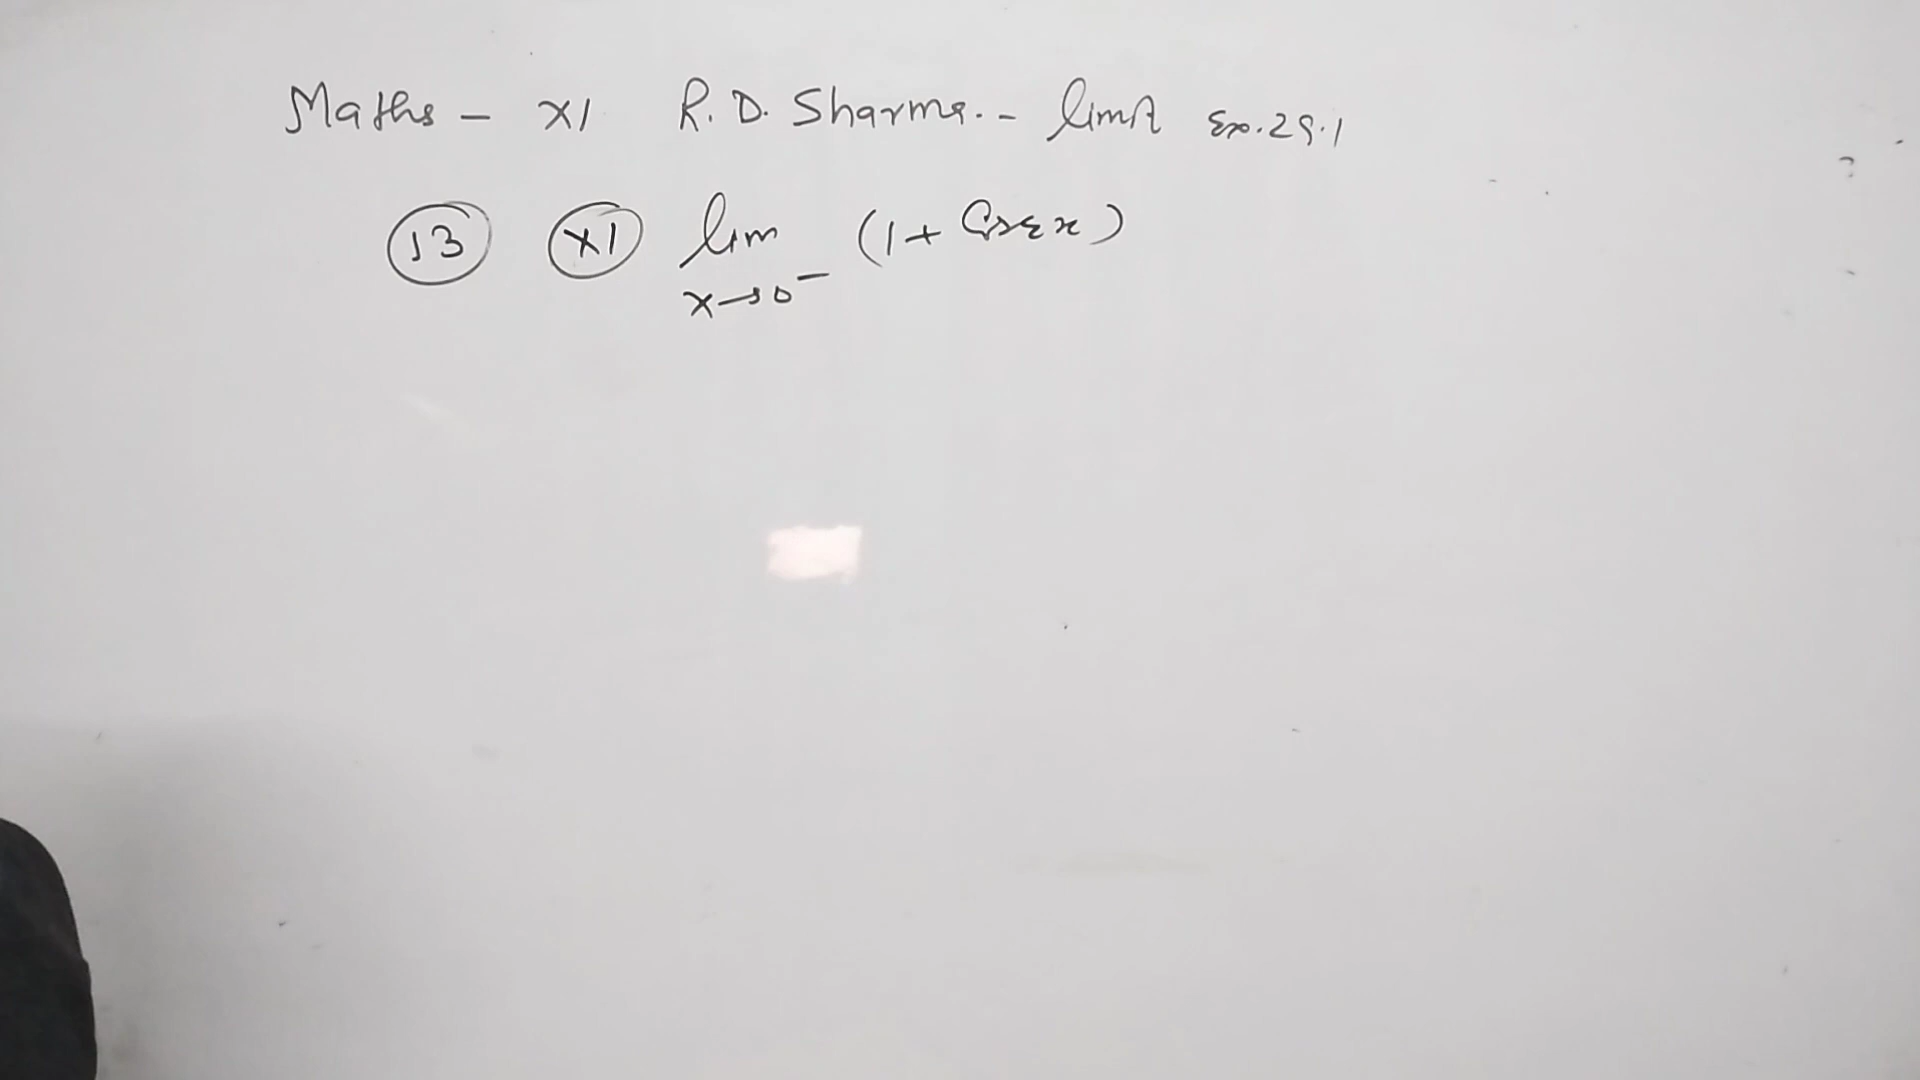 Maths - XI R.D. Sharma. - limit Ex. 29.1
13 XI lim (1 + Cosec x)
x→0⁻